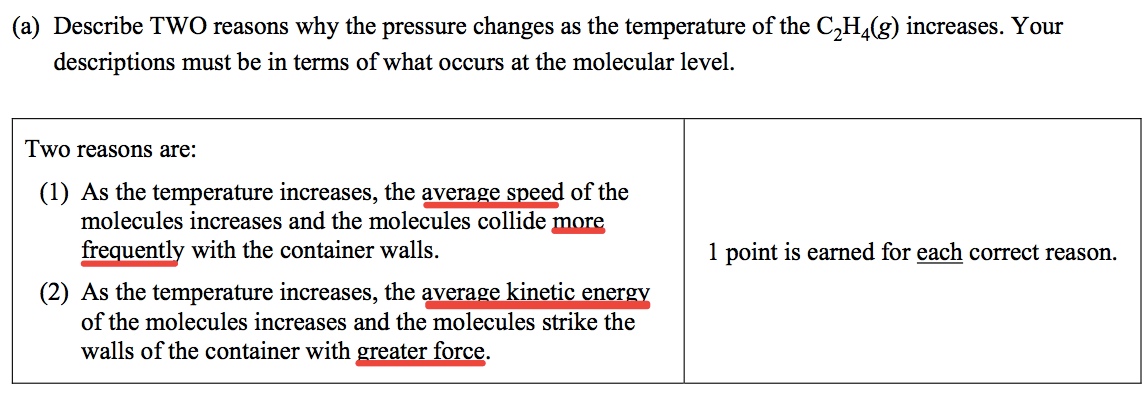 (a) Describe TWO reasons why the pressure changes as the temperature of the C₂H₄(g) increases. Your
descriptions must be in terms of what occurs at the molecular level.
Two reasons are:
(1) As the temperature increases, the average speed of the
molecules increases and the molecules collide more
frequently with the container walls.
(2) As the temperature increases, the average kinetic energy
of the molecules increases and the molecules strike the
walls of the container with greater force.
1 point is earned for each correct reason.